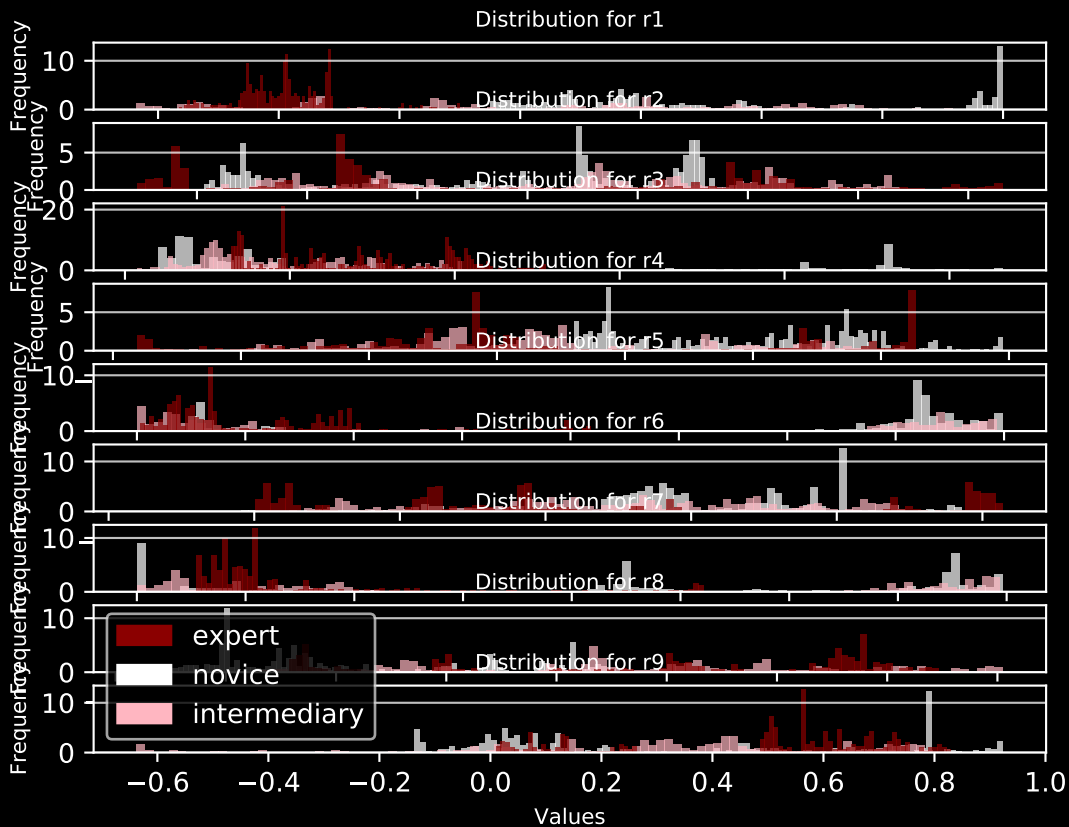 Distribution for r1
Frequency
10
0
Distribution for r2
Frequency
5
0
Distribution for r3
Frequency
20
0
Distribution for r4
Frequency
5
0
Distribution for r5
Frequency
10
0
Distribution for r6
Frequency
10
0
Distribution for r7
Frequency
10
0
Distribution for r8
Frequency
10
0
Distribution for r9
Frequency
10
0
expert
novice
intermediary
−0.6 −0.4 −0.2 0.0 0.2 0.4 0.6 0.8 1.0
Values